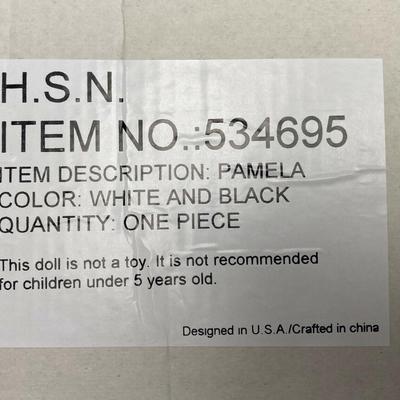 H.S.N.
ITEM NO.:534695
ITEM DESCRIPTION: PAMELA
COLOR: WHITE AND BLACK
QUANTITY: ONE PIECE
This doll is not a toy. It is not recommended
for children under 5 years old.
Designed in U.S.A./Crafted in china